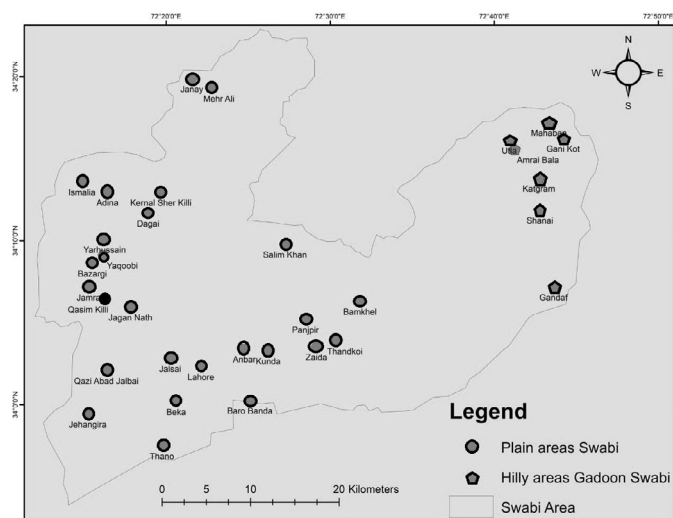 72°20'0"E 72°30'0"E 72°40'0"E 72°50'0"E
34°20'0"N
34°10'0"N
34°0'0"N
N
W E
S
Janay
Mehr Ali
Mahaban
Utla
Gani Kot
Amrai Bala
Katgram
Shanai
Gandaf
Ismalia
Adina
Kernal Sher Killi
Dagai
Yarhussain
Yaqoobi
Bazargi
Salim Khan
Jamra
Qasim Killi
Jagan Nath
Bamkhel
Panjpir
Anbar
Kunda
Zaida
Thandkoi
Jalsai
Lahore
Qazi Abad Jalbai
Beka
Baro Banda
Jehangira
Thano
Legend
Plain areas Swabi
Hilly areas Gadoon Swabi
Swabi Area
0 5 10 20 Kilometers